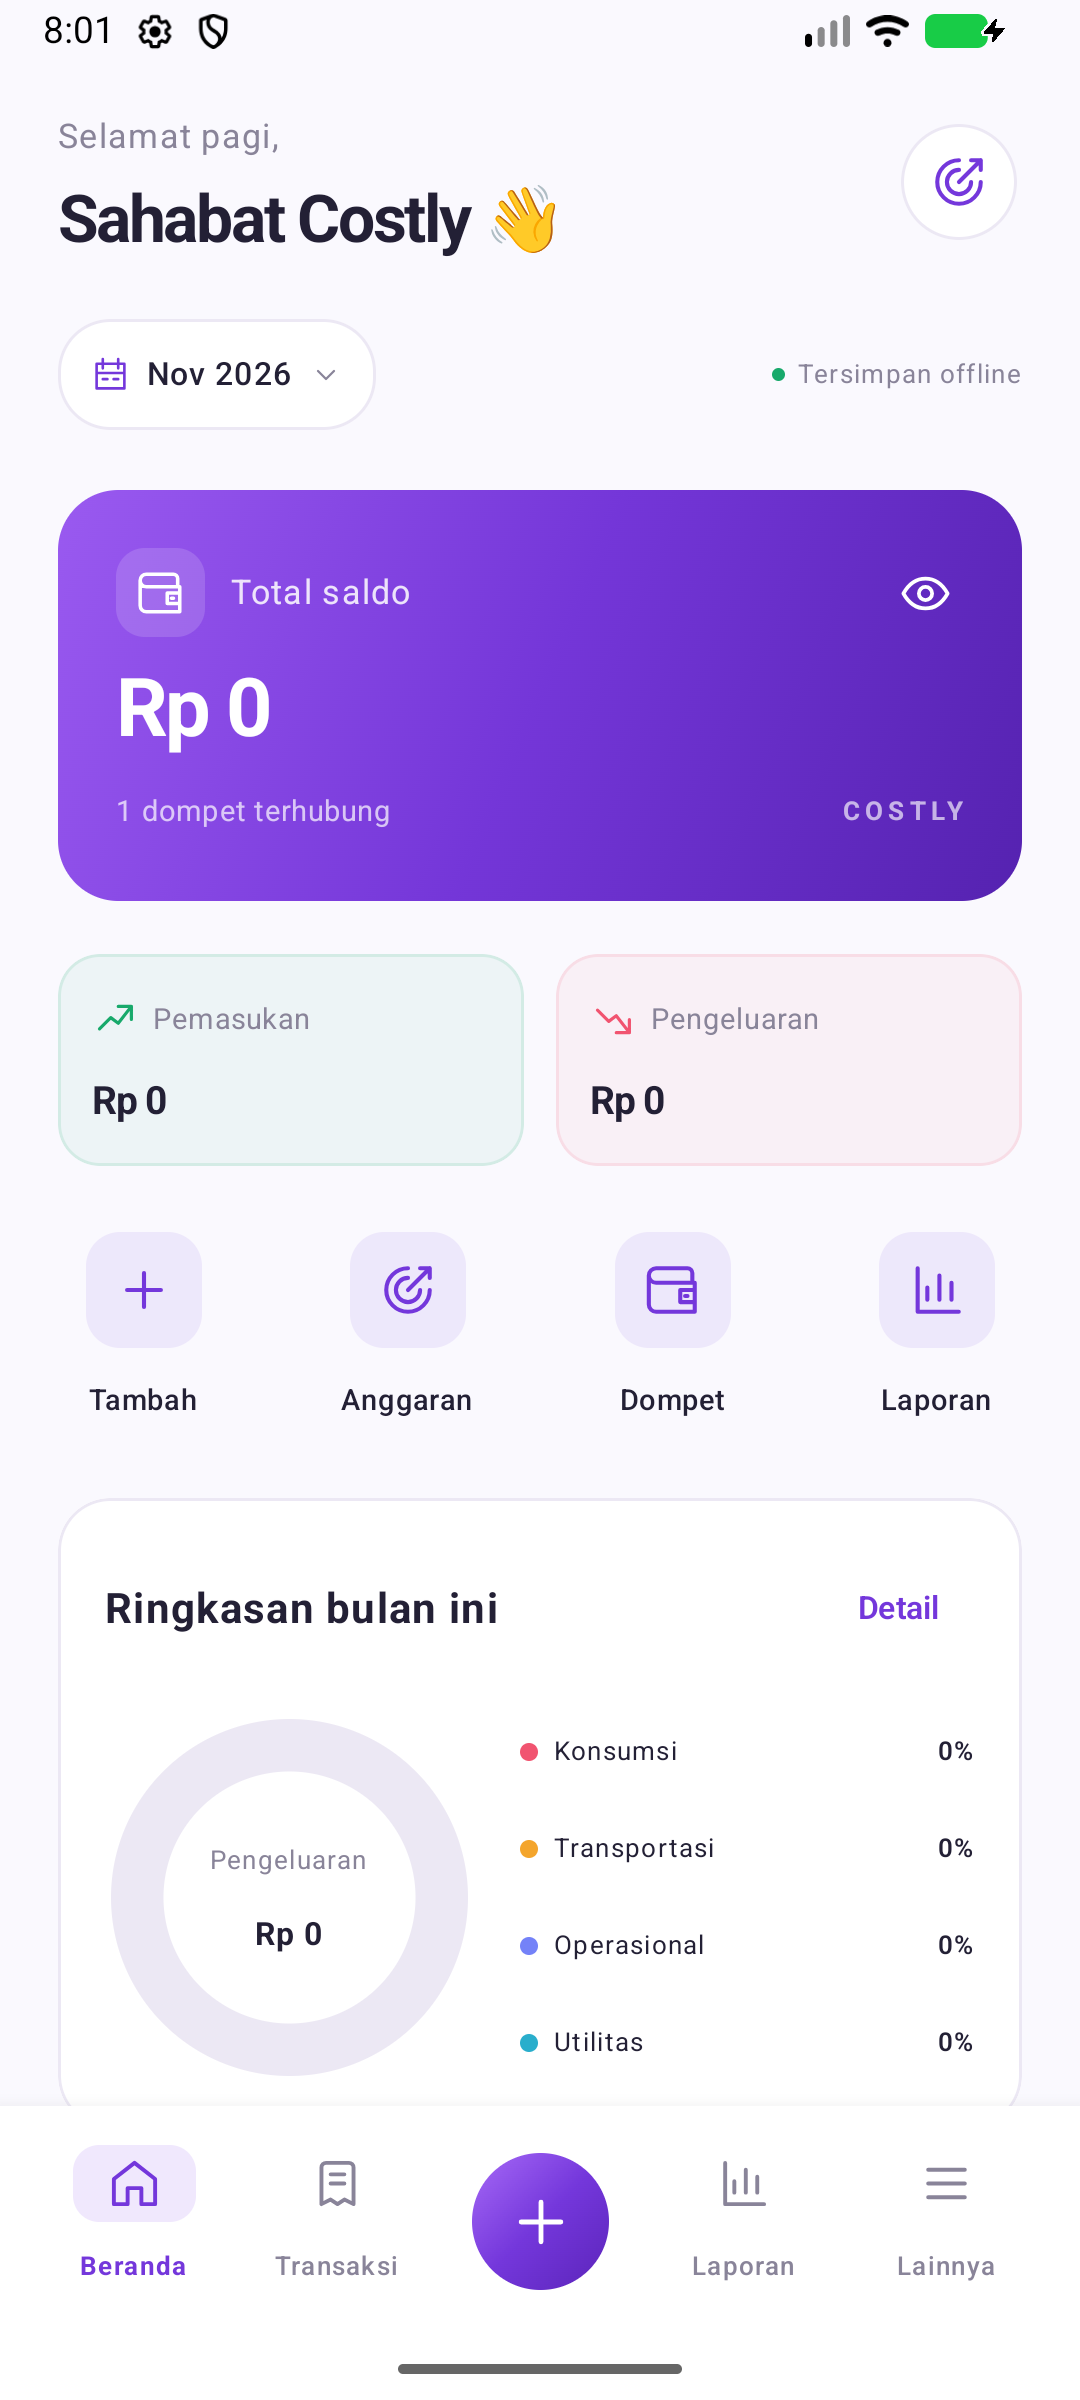 8:01
Selamat pagi,
Sahabat Costly 👋
Nov 2026
Tersimpan offline
Total saldo
Rp 0
1 dompet terhubung
COSTLY
Pemasukan
Rp 0
Pengeluaran
Rp 0
Tambah
Anggaran
Dompet
Laporan
Ringkasan bulan ini
Detail
Pengeluaran
Rp 0
Konsumsi 0%
Transportasi 0%
Operasional 0%
Utilitas 0%
Beranda
Transaksi
Laporan
Lainnya